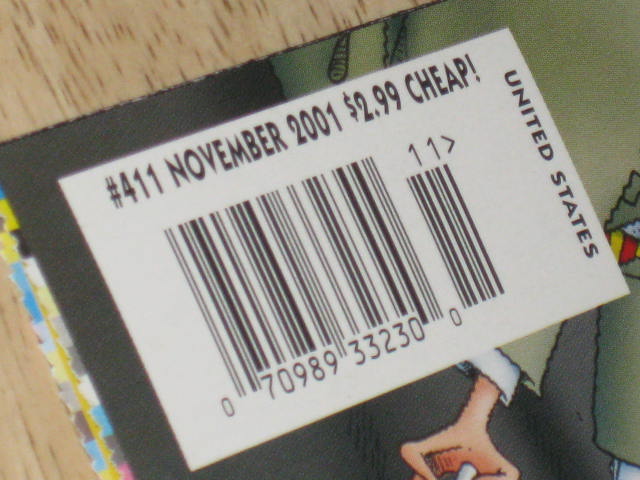 #411 NOVEMBER 2001 $2.99 CHEAP!
UNITED STATES
11>
0 70989 33230 0